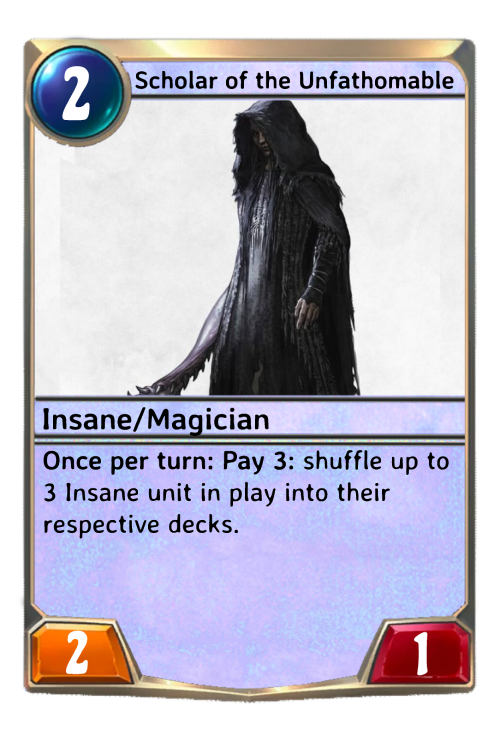 2
Scholar of the Unfathomable
Insane/Magician
Once per turn: Pay 3: shuffle up to
3 Insane unit in play into their
respective decks.
2
1